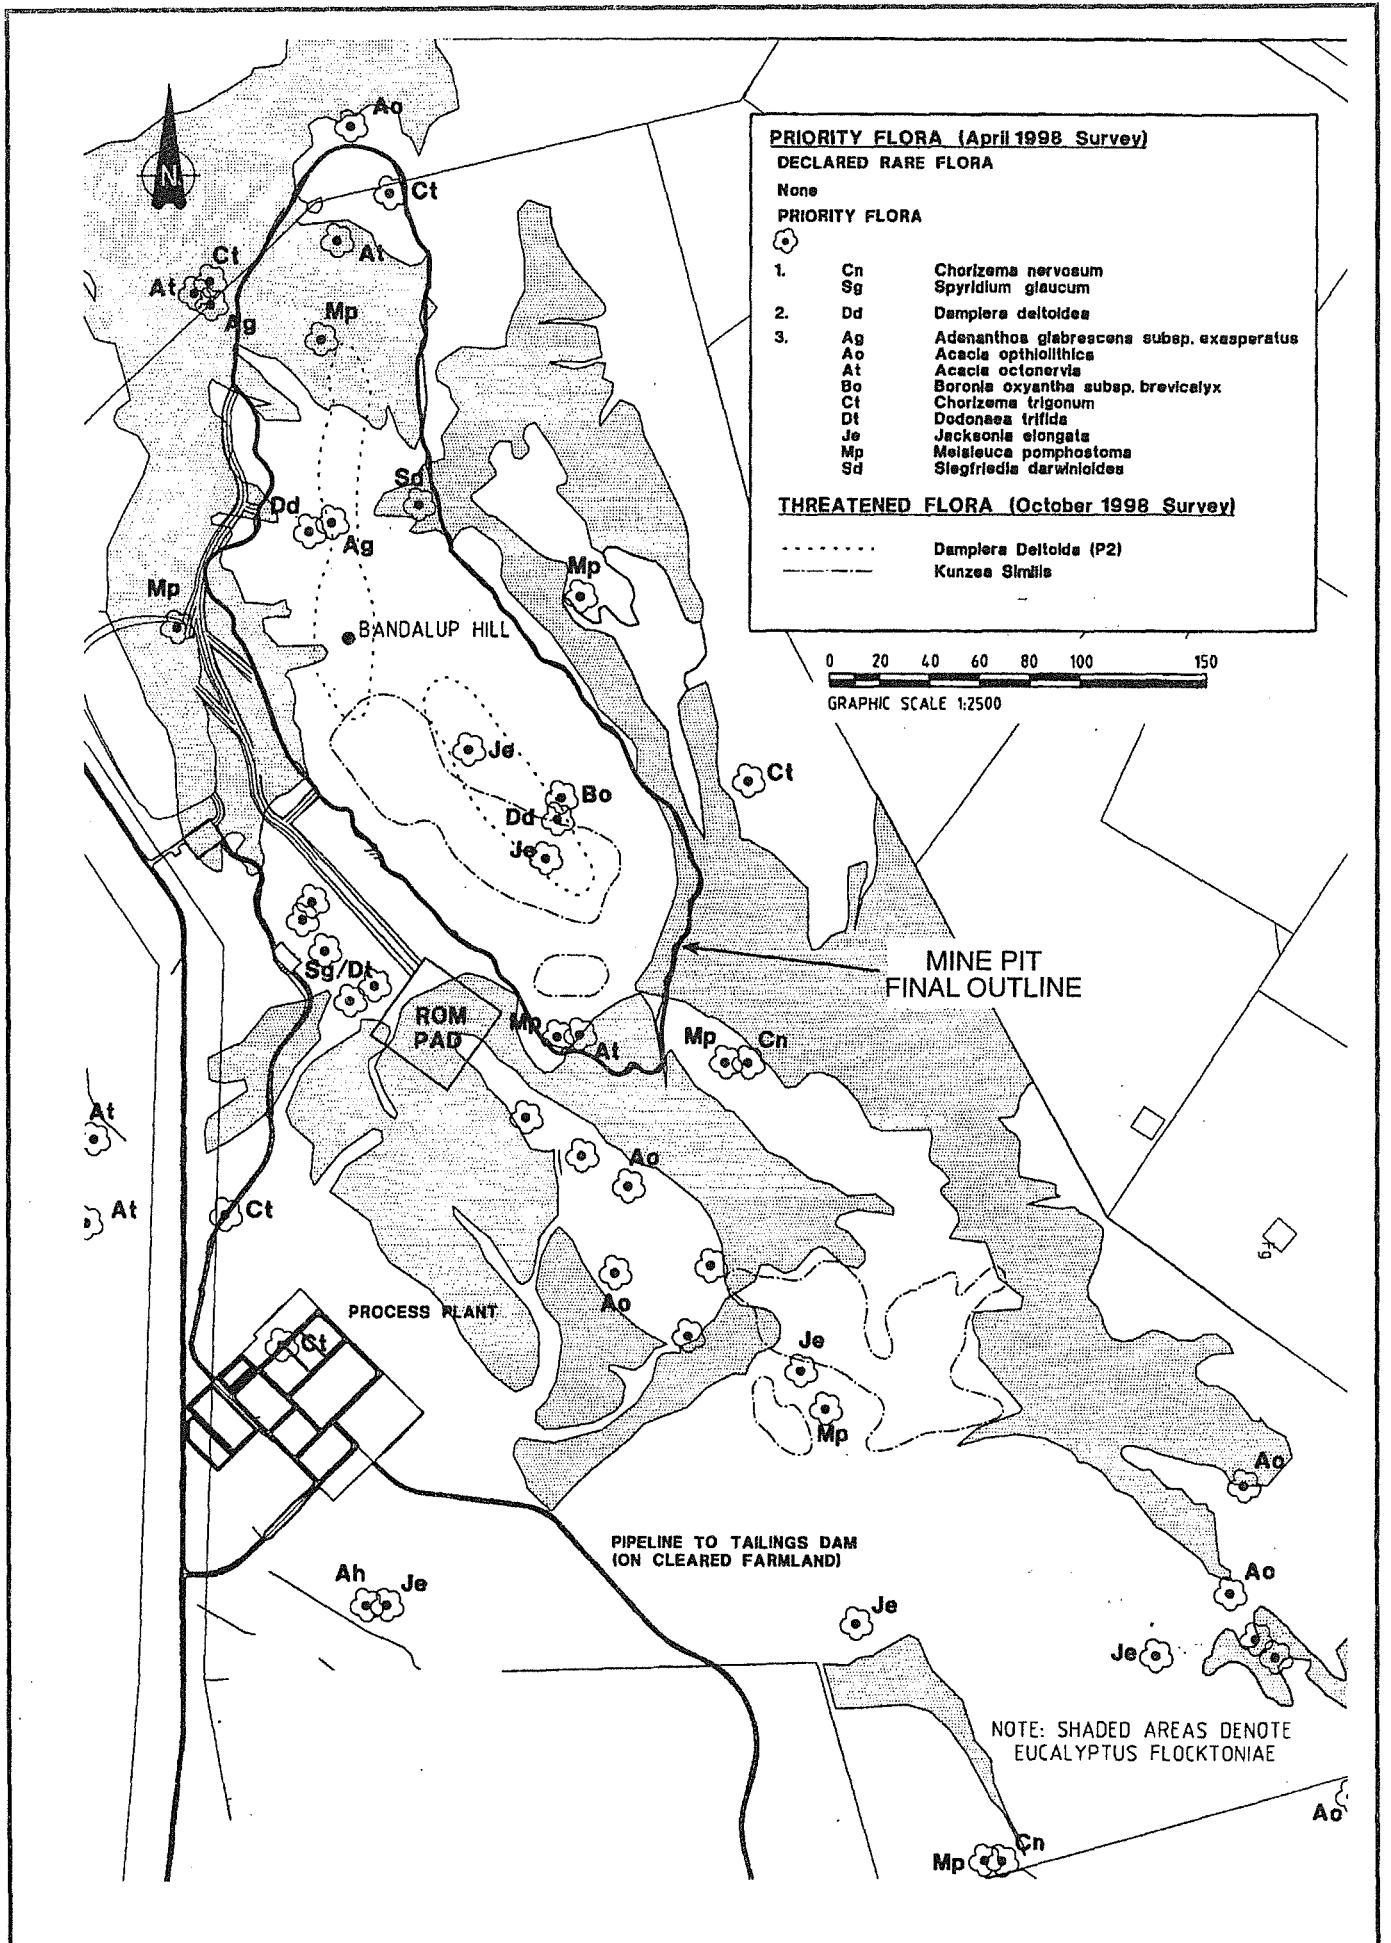 PRIORITY FLORA (April 1998 Survey)
DECLARED RARE FLORA
None
PRIORITY FLORA
1. Cn Chorizema nervosum
Sg Spyridium glaucum
2. Dd Dampiera deltoidea
3. Ag Adenanthos glabrescens subsp. exasperatus
Ao Acacia opthiolithica
At Acacia octonervia
Bo Boronia oxyantha subsp. brevicalyx
Ct Chorizema trigonum
Dt Dodonaea trifida
Je Jacksonia elongata
Mp Melaleuca pomphostoma
Sd Siegfriedia darwinioides
THREATENED FLORA (October 1998 Survey)
Dampiera Deltoida (P2)
Kunzea Similis
0 20 40 60 80 100 150
GRAPHIC SCALE 1:2500
N
Ao
Ct
At
Ct
At
Ag
Mp
Sd
Dd
Ag
Mp
Mp
BANDALUP HILL
Je
Ct
Bo
Dd
Je
MINE PIT
FINAL OUTLINE
Sg/Dt
ROM
PAD
Mp
At
Mp
Cn
At
Ao
At
Ct
Fg
Ao
PROCESS PLANT
Ct
Je
Mp
Ao
PIPELINE TO TAILINGS DAM
(ON CLEARED FARMLAND)
Ah
Je
Ao
Je
Je
NOTE: SHADED AREAS DENOTE
EUCALYPTUS FLOCKTONIAE
Ao
Mp
Cn